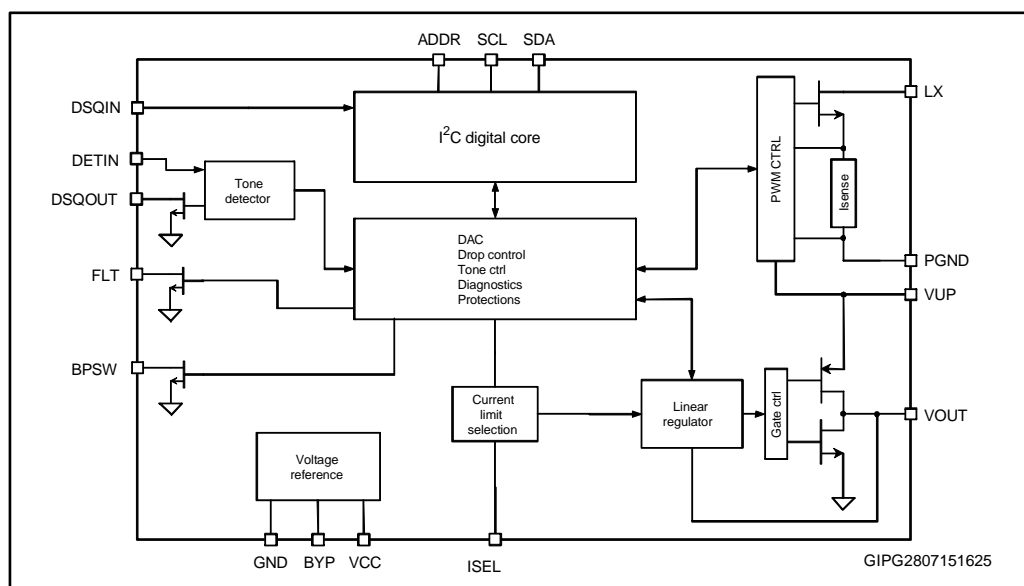 ADDR SCL SDA
DSQIN
I²C digital core
LX
DETIN
Tone
detector
DSQOUT
PWM CTRL
Isense
DAC
Drop control
Tone ctrl
Diagnostics
Protections
FLT
PGND
VUP
BPSW
Current
limit
selection
Linear
regulator
Gate ctrl
VOUT
Voltage
reference
GND BYP VCC
ISEL
GIPG2807151625